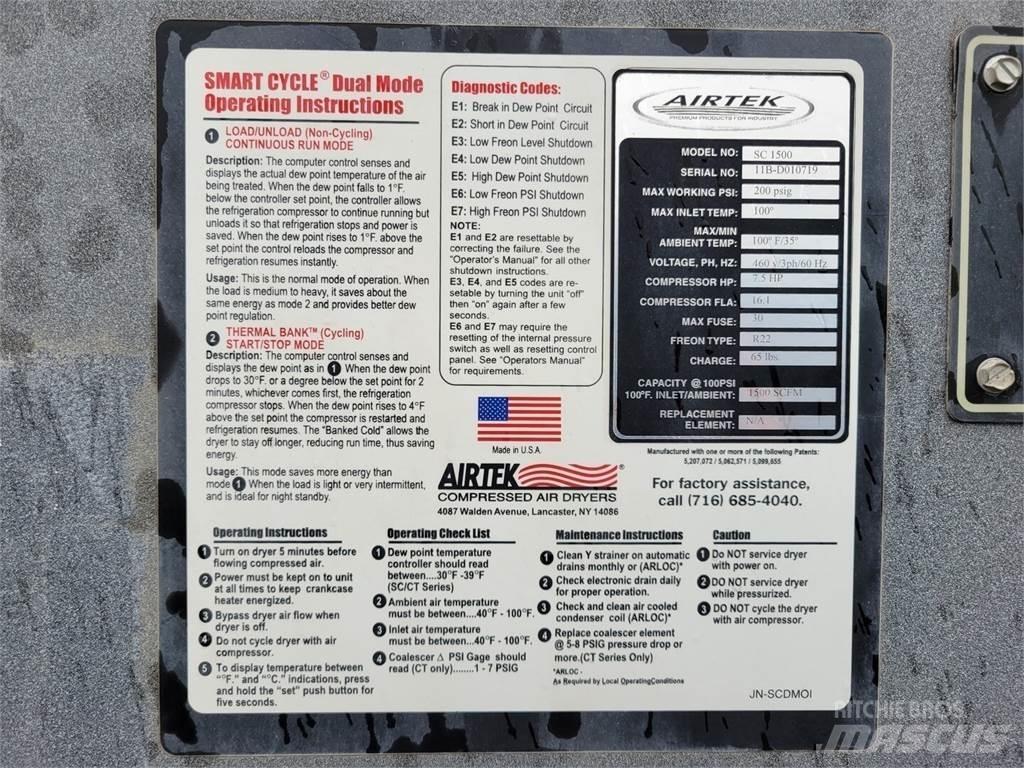 SMART CYCLE® Dual Mode
Operating Instructions
1 LOAD/UNLOAD (Non-Cycling)
CONTINUOUS RUN MODE
Description: The computer control senses and
displays the actual dew point temperature of the air
being treated. When the dew point falls to 1°F.
below the controller set point, the controller allows
the refrigeration compressor to continue running but
unloads it so that refrigeration stops and power is
saved. When the dew point rises to 1°F. above the
set point the control reloads the compressor and
refrigeration resumes instantly.
Usage: This is the normal mode of operation. When
the load is medium to heavy, it saves about the
same energy as mode 2 and provides better dew
point regulation.
2 THERMAL BANK™ (Cycling)
START/STOP MODE
Description: The computer control senses and
displays the dew point as in 1 When the dew point
drops to 30°F. or a degree below the set point for 2
minutes, whichever comes first, the refrigeration
compressor stops. When the dew point rises to 4°F
above the set point the compressor is restarted and
refrigeration resumes. The "Banked Cold" allows the
dryer to stay off longer, reducing run time, thus saving
energy.
Usage: This mode saves more energy than
mode 1 When the load is light or very intermittent,
and is ideal for night standby.
Diagnostic Codes:
E1: Break in Dew Point Circuit
E2: Short in Dew Point Circuit
E3: Low Freon Level Shutdown
E4: Low Dew Point Shutdown
E5: High Dew Point Shutdown
E6: Low Freon PSI Shutdown
E7: High Freon PSI Shutdown
NOTE:
E1 and E2 are resettable by
correcting the failure. See the
"Operator's Manual" for all other
shutdown instructions.
E3, E4, and E5 codes are re-
setable by turning the unit "off"
then "on" again after a few
seconds.
E6 and E7 may require the
resetting of the internal pressure
switch as well as resetting control
panel. See "Operators Manual"
for requirements.
Made in U.S.A.
AIRTEK®
COMPRESSED AIR DRYERS
4087 Walden Avenue, Lancaster, NY 14086
AIRTEK
PREMIUM PRODUCTS FOR INDUSTRY
MODEL NO: SC 1500
SERIAL NO: 11B-D010719
MAX WORKING PSI: 200 psig
MAX INLET TEMP: 100°
MAX/MIN
AMBIENT TEMP: 100° F/35°
VOLTAGE, PH, HZ: 460 v/3ph/60 Hz
COMPRESSOR HP: 7.5 HP
COMPRESSOR FLA: 16.1
MAX FUSE: 30
FREON TYPE: R22
CHARGE: 65 lbs.
CAPACITY @ 100PSI
100°F. INLET/AMBIENT: 1500 SCFM
REPLACEMENT
ELEMENT: N/A
Manufactured with one or more of the following Patents:
5,207,072 / 5,062,571 / 5,099,655
For factory assistance,
call (716) 685-4040.
Operating Instructions
1 Turn on dryer 5 minutes before
flowing compressed air.
2 Power must be kept on to unit
at all times to keep crankcase
heater energized.
3 Bypass dryer air flow when
dryer is off.
4 Do not cycle dryer with air
compressor.
5 To display temperature between
"°F." and "°C." indications, press
and hold the "set" push button for
five seconds.
Operating Check List
1 Dew point temperature
controller should read
between....30°F -39°F
(SC/CT Series)
2 Ambient air temperature
must be between....40°F - 100°F.
3 Inlet air temperature
must be between...40°F - 100°F.
4 Coalescer Δ PSI Gage should
read (CT only)........1 - 7 PSIG
Maintenance Instructions
1 Clean Y strainer on automatic
drains monthly or (ARLOC)*
2 Check electronic drain daily
for proper operation.
3 Check and clean air cooled
condenser coil (ARLOC)*
4 Replace coalescer element
@ 5-8 PSIG pressure drop or
more.(CT Series Only)
*ARLOC -
As Required by Local OperatingConditions
Caution
1 Do NOT service dryer
with power on.
2 DO NOT service dryer
while pressurized.
3 DO NOT cycle the dryer
with air compressor.
JN-SCDMOI
RITCHIE BROS
MASCUS